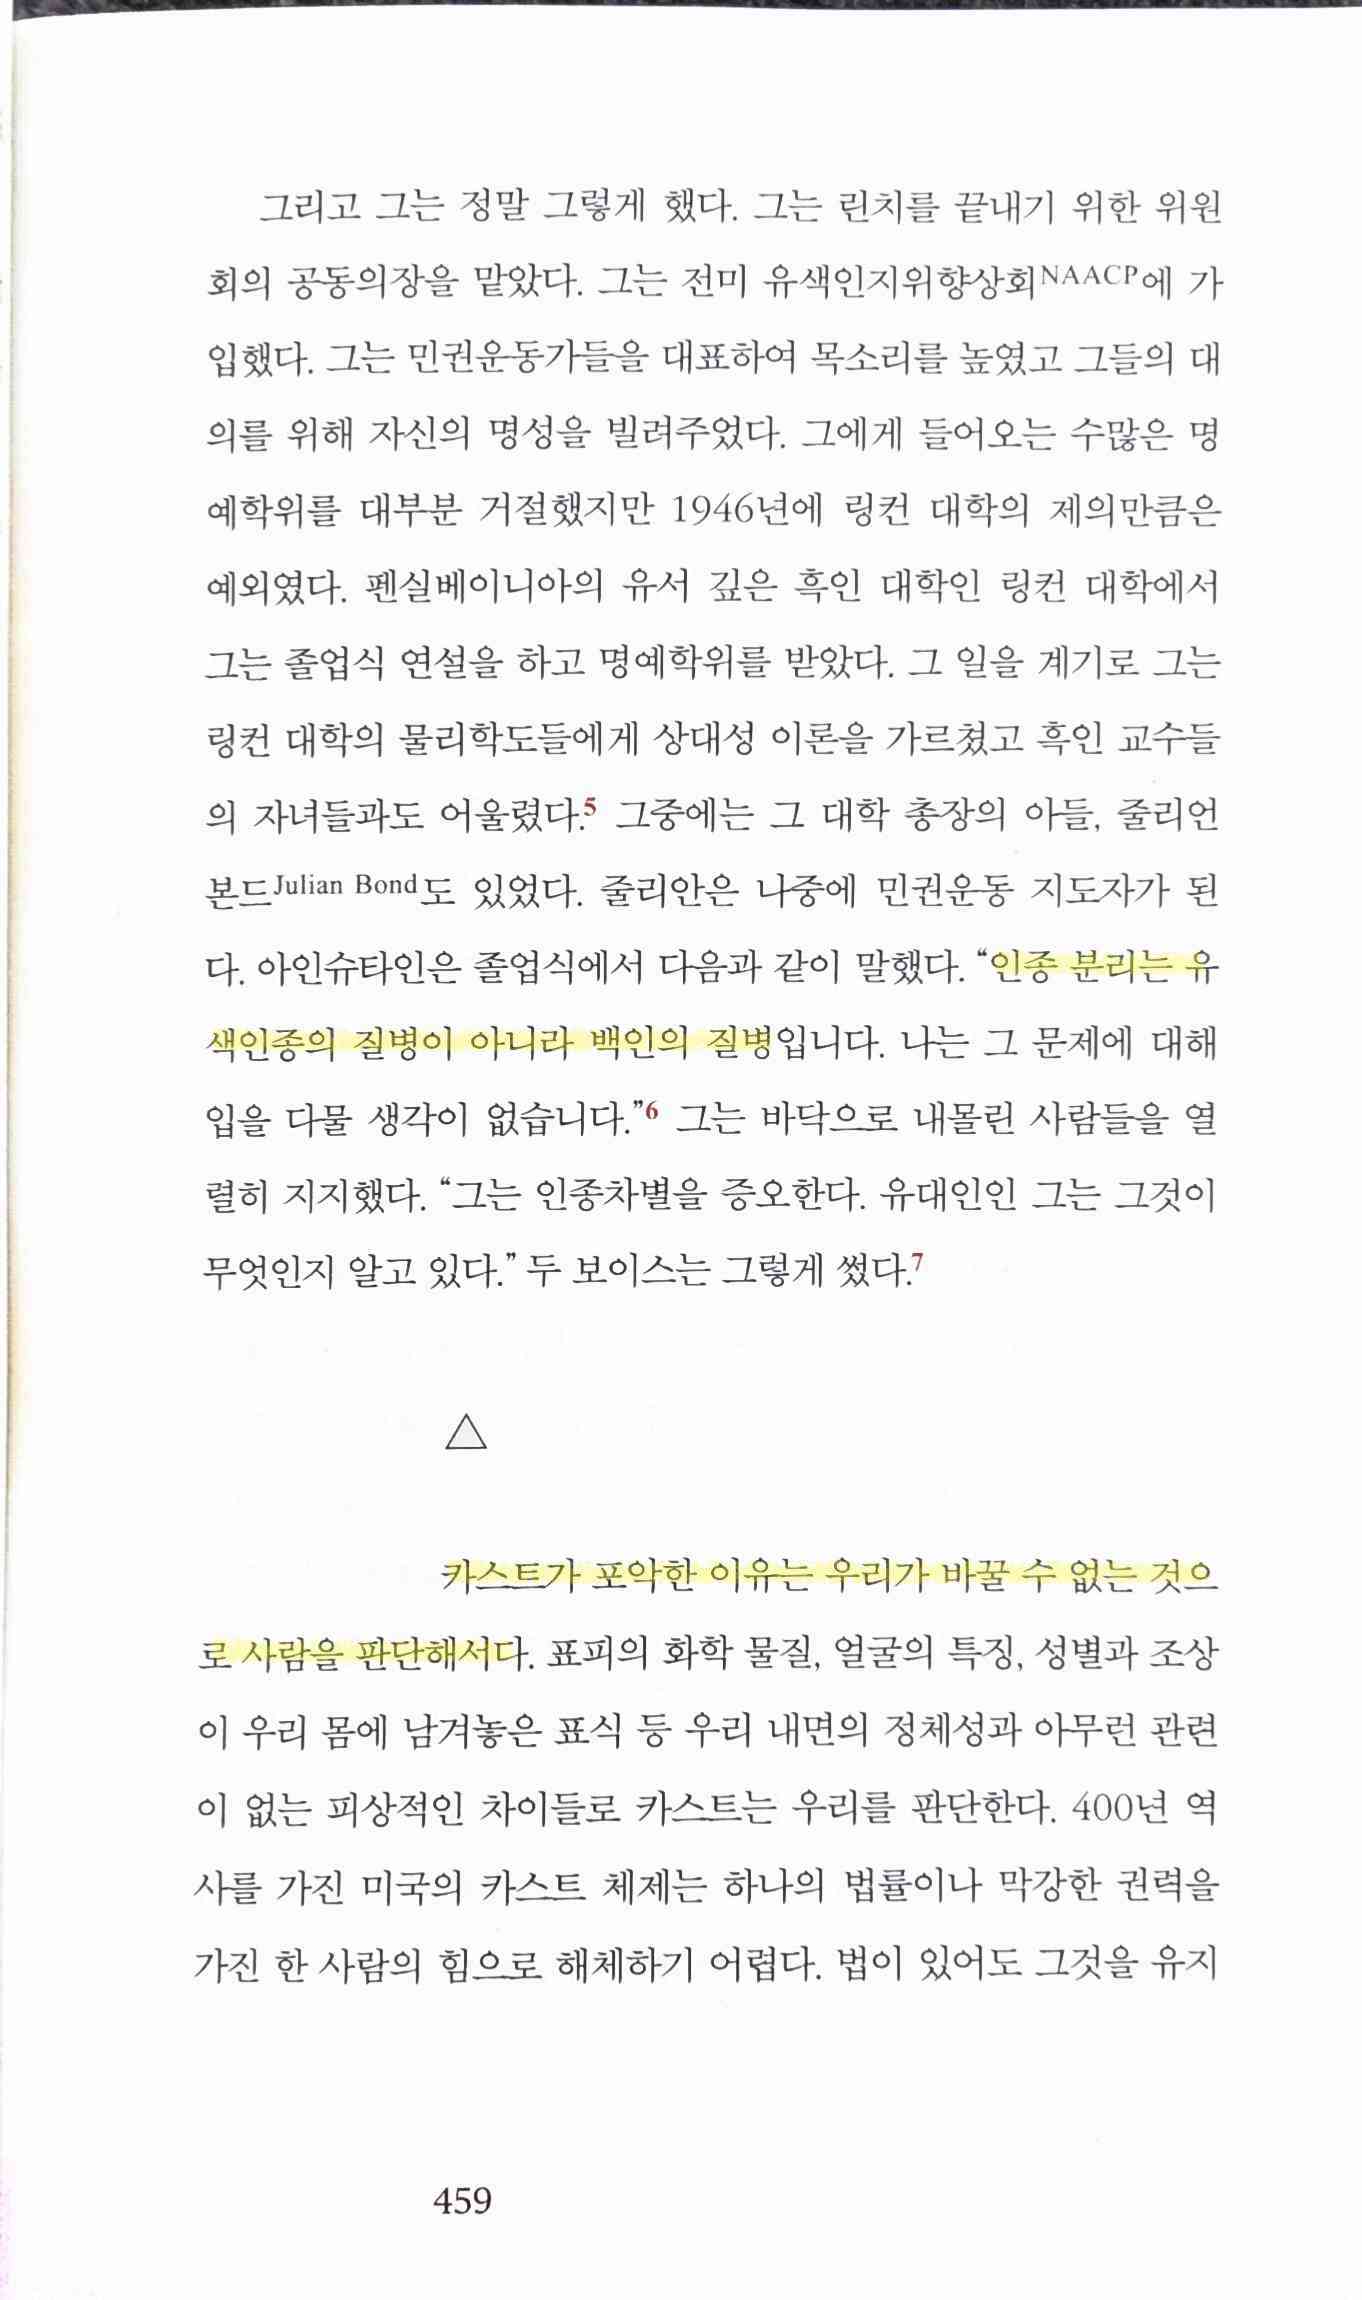 그리고 그는 정말 그렇게 했다. 그는 린치를 끝내기 위한 위원
회의 공동의장을 맡았다. 그는 전미 유색인지위향상회NAACP에 가
입했다. 그는 민권운동가들을 대표하여 목소리를 높였고 그들의 대
의를 위해 자신의 명성을 빌려주었다. 그에게 들어오는 수많은 명
예학위를 대부분 거절했지만 1946년에 링컨 대학의 제의만큼은
예외였다. 펜실베이니아의 유서 깊은 흑인 대학인 링컨 대학에서
그는 졸업식 연설을 하고 명예학위를 받았다. 그 일을 계기로 그는
링컨 대학의 물리학도들에게 상대성 이론을 가르쳤고 흑인 교수들
의 자녀들과도 어울렸다.5 그중에는 그 대학 총장의 아들, 줄리언
본드Julian Bond도 있었다. 줄리안은 나중에 민권운동 지도자가 된
다. 아인슈타인은 졸업식에서 다음과 같이 말했다. “인종 분리는 유
색인종의 질병이 아니라 백인의 질병입니다. 나는 그 문제에 대해
입을 다물 생각이 없습니다.”6 그는 바닥으로 내몰린 사람들을 열
렬히 지지했다. “그는 인종차별을 증오한다. 유대인인 그는 그것이
무엇인지 알고 있다.” 두 보이스는 그렇게 썼다.7
△
카스트가 포악한 이유는 우리가 바꿀 수 없는 것으
로 사람을 판단해서다. 표피의 화학 물질, 얼굴의 특징, 성별과 조상
이 우리 몸에 남겨놓은 표식 등 우리 내면의 정체성과 아무런 관련
이 없는 피상적인 차이들로 카스트는 우리를 판단한다. 400년 역
사를 가진 미국의 카스트 체제는 하나의 법률이나 막강한 권력을
가진 한 사람의 힘으로 해체하기 어렵다. 법이 있어도 그것을 유지
459